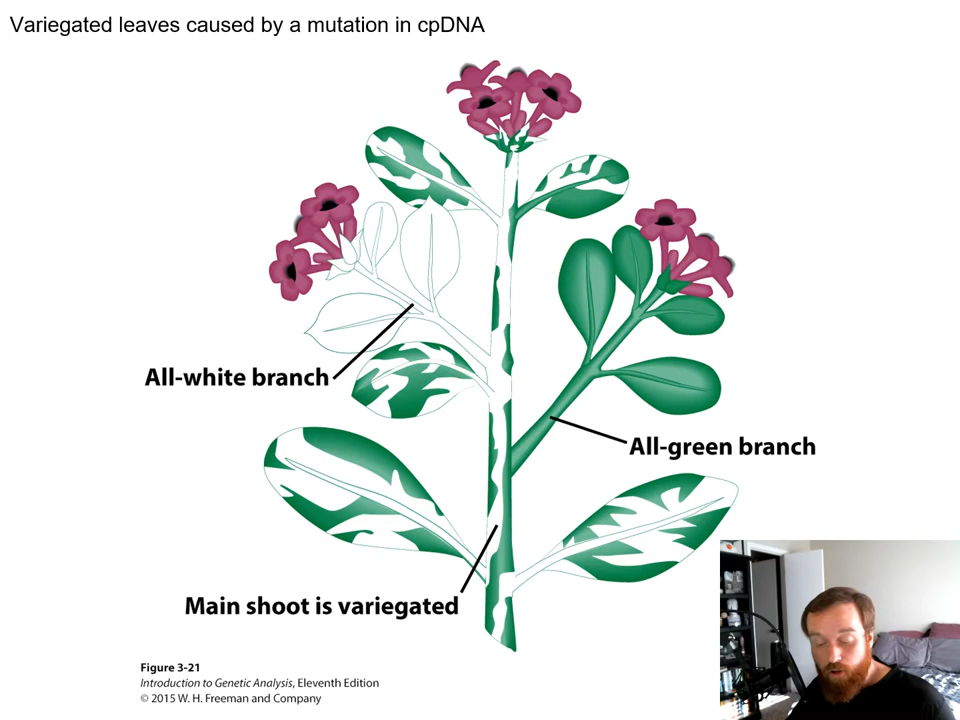 Variegated leaves caused by a mutation in cpDNA
All-white branch
All-green branch
Main shoot is variegated
Figure 3-21
Introduction to Genetic Analysis, Eleventh Edition
© 2015 W. H. Freeman and Company